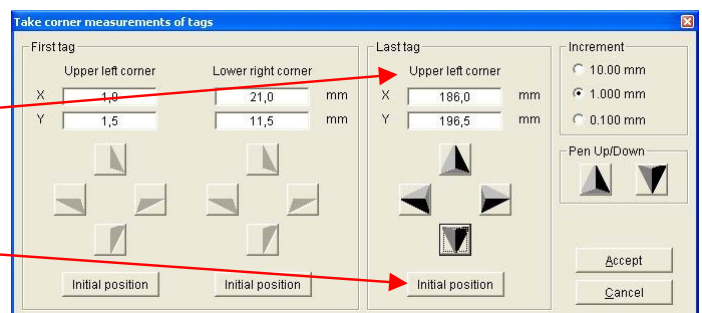 Take corner measurements of tags
First tag
Upper left corner Lower right corner
X 1,0 21,0 mm
Y 1,5 11,5 mm
Initial position Initial position
Last tag
Upper left corner
X 186,0 mm
Y 196,5 mm
Initial position
Increment
10.00 mm
1.000 mm
0.100 mm
Pen Up/Down
Accept
Cancel